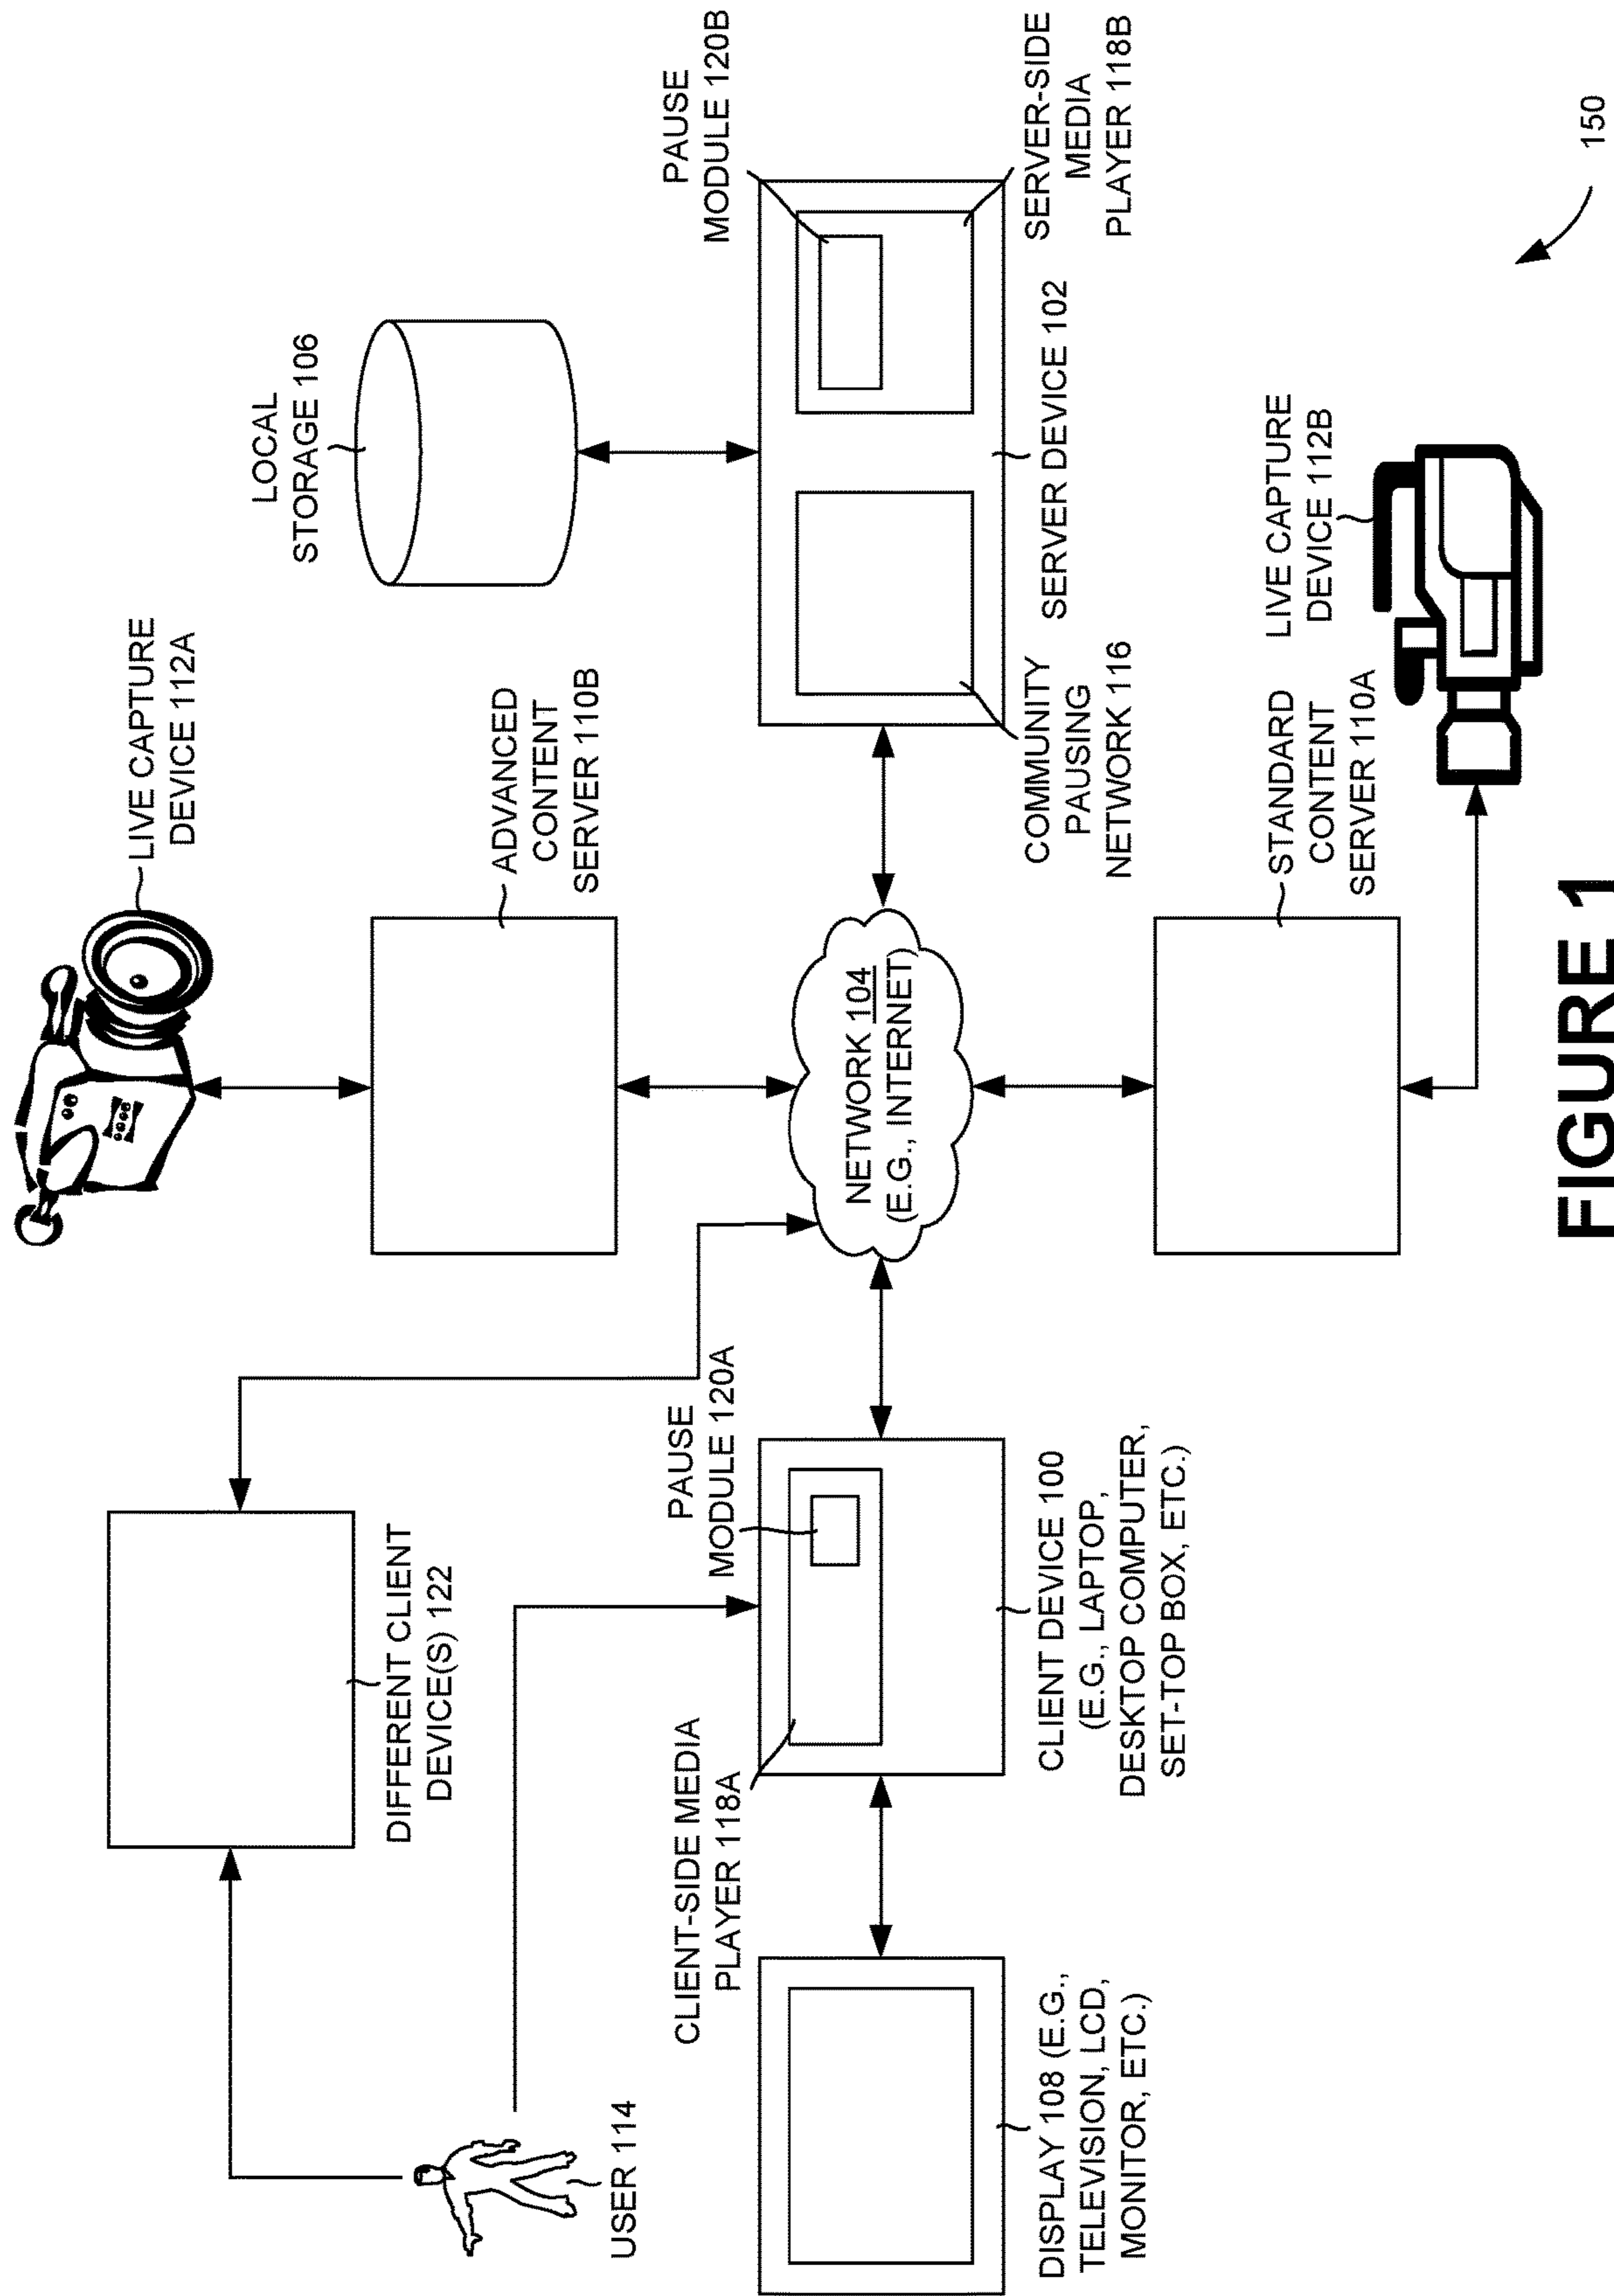 LIVE CAPTURE
DEVICE 112A
DIFFERENT CLIENT
DEVICE(S) 122
ADVANCED
CONTENT
SERVER 110B
LOCAL
STORAGE 106
USER 114
CLIENT-SIDE MEDIA
PLAYER 118A
PAUSE
MODULE 120A
PAUSE
MODULE 120B
NETWORK 104
(E.G., INTERNET)
DISPLAY 108 (E.G.,
TELEVISION, LCD,
MONITOR, ETC.)
CLIENT DEVICE 100
(E.G., LAPTOP,
DESKTOP COMPUTER,
SET-TOP BOX, ETC.)
COMMUNITY
PAUSING
NETWORK 116
SERVER DEVICE 102
SERVER-SIDE
MEDIA
PLAYER 118B
STANDARD
CONTENT
SERVER 110A
LIVE CAPTURE
DEVICE 112B
150
FIGURE 1